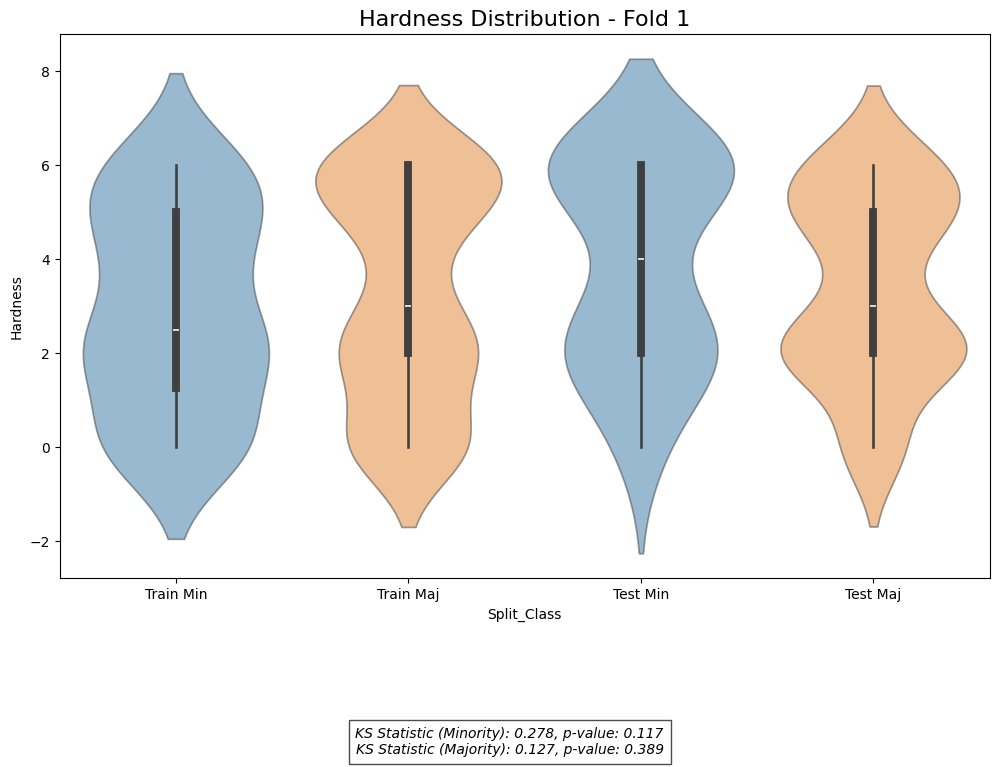 Hardness Distribution - Fold 1
Hardness
8
6
4
2
0
−2
Train Min
Train Maj
Test Min
Test Maj
Split_Class
KS Statistic (Minority): 0.278, p-value: 0.117
KS Statistic (Majority): 0.127, p-value: 0.389